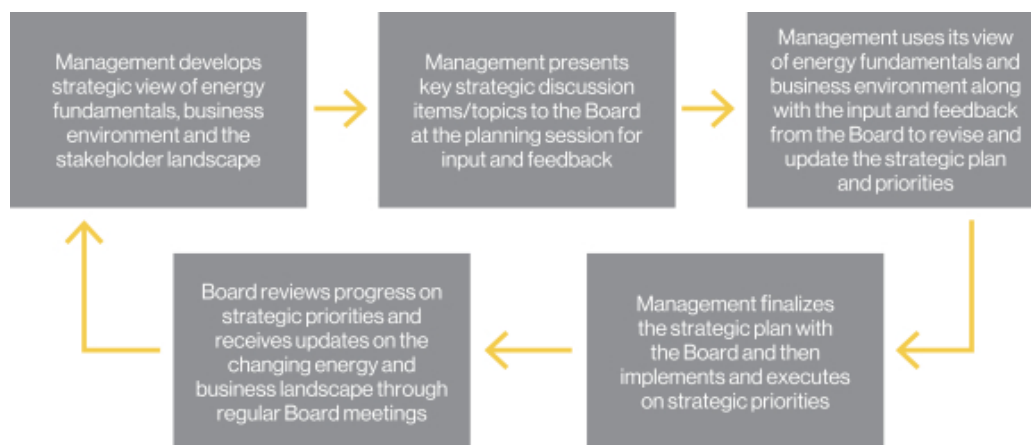 Management develops
strategic view of energy
fundamentals, business
environment and the
stakeholder landscape
Management presents
key strategic discussion
items/topics to the Board
at the planning session for
input and feedback
Management uses its view
of energy fundamentals and
business environment along
with the input and feedback
from the Board to revise and
update the strategic plan
and priorities
Management finalizes
the strategic plan with
the Board and then
implements and executes
on strategic priorities
Board reviews progress on
strategic priorities and
receives updates on the
changing energy and
business landscape through
regular Board meetings